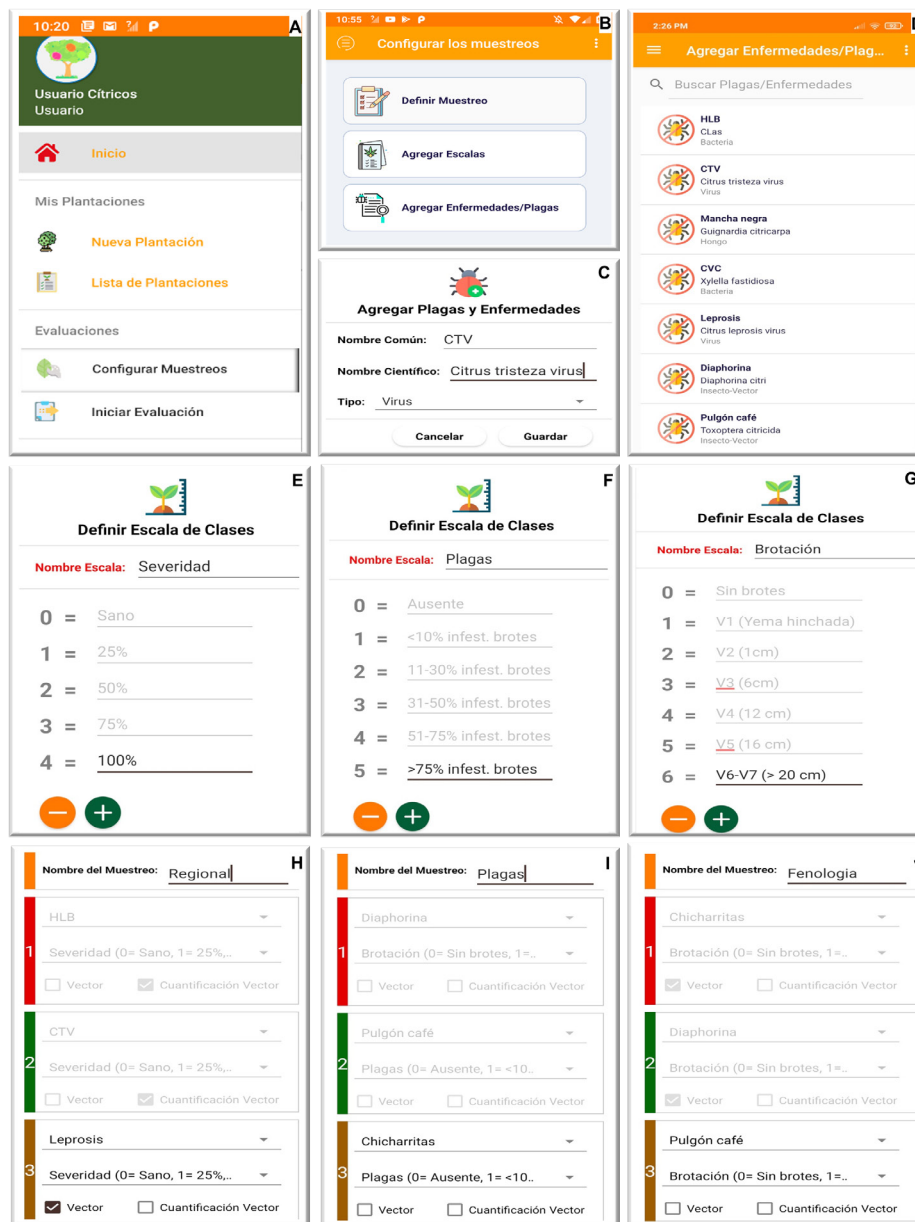 10:20 A
Usuario Cítricos
Usuario
Inicio
Mis Plantaciones
Nueva Plantación
Lista de Plantaciones
Evaluaciones
Configurar Muestreos
Iniciar Evaluación
10:55 B
Configurar los muestreos
Definir Muestreo
Agregar Escalas
Agregar Enfermedades/Plagas
C
Agregar Plagas y Enfermedades
Nombre Común: CTV
Nombre Científico: Citrus tristeza virus
Tipo: Virus
Cancelar Guardar
2:26 PM
Agregar Enfermedades/Plag...
Buscar Plagas/Enfermedades
HLB
CLas
Bacteria
CTV
Citrus tristeza virus
Virus
Mancha negra
Guignardia citricarpa
Hongo
CVC
Xylella fastidiosa
Bacteria
Leprosis
Citrus leprosis virus
Virus
Diaphorina
Diaphorina citri
Insecto-Vector
Pulgón café
Toxoptera citricida
Insecto-Vector
E
Definir Escala de Clases
Nombre Escala: Severidad
0 = Sano
1 = 25%
2 = 50%
3 = 75%
4 = 100%
F
Definir Escala de Clases
Nombre Escala: Plagas
0 = Ausente
1 = <10% infest. brotes
2 = 11-30% infest. brotes
3 = 31-50% infest. brotes
4 = 51-75% infest. brotes
5 = >75% infest. brotes
G
Definir Escala de Clases
Nombre Escala: Brotación
0 = Sin brotes
1 = V1 (Yema hinchada)
2 = V2 (1cm)
3 = V3 (6cm)
4 = V4 (12 cm)
5 = V5 (16 cm)
6 = V6-V7 (> 20 cm)
H
Nombre del Muestreo: Regional
HLB
1 Severidad (0= Sano, 1= 25%,..
Vector Cuantificación Vector
CTV
2 Severidad (0= Sano, 1= 25%,..
Vector Cuantificación Vector
Leprosis
3 Severidad (0= Sano, 1= 25%,..
Vector Cuantificación Vector
I
Nombre del Muestreo: Plagas
Diaphorina
1 Brotación (0= Sin brotes, 1=..
Vector Cuantificación Vector
Pulgón café
2 Plagas (0= Ausente, 1= <10..
Vector Cuantificación Vector
Chicharritas
3 Plagas (0= Ausente, 1= <10..
Vector Cuantificación Vector
Nombre del Muestreo: Fenologia
Chicharritas
1 Brotación (0= Sin brotes, 1=..
Vector Cuantificación Vector
Diaphorina
2 Brotación (0= Sin brotes, 1=..
Vector Cuantificación Vector
Pulgón café
3 Brotación (0= Sin brotes, 1=..
Vector Cuantificación Vector